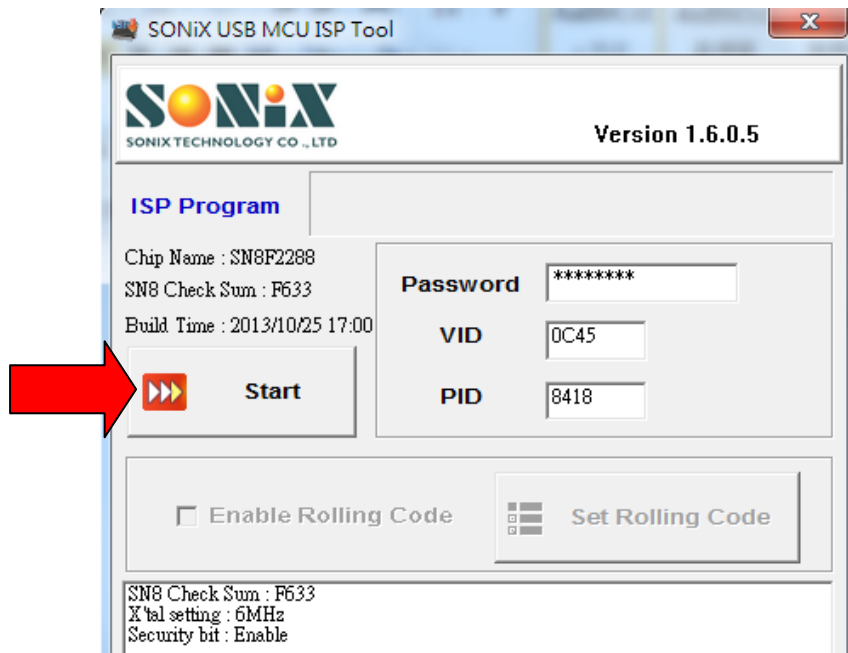 SONiX USB MCU ISP Tool
SONiX
SONIX TECHNOLOGY CO ., LTD
Version 1.6.0.5
ISP Program
Chip Name : SN8F2288
SN8 Check Sum : F633
Build Time : 2013/10/25 17:00
Password ********
VID 0C45
Start
PID 8418
Enable Rolling Code
Set Rolling Code
SN8 Check Sum : F633
X'tal setting : 6MHz
Security bit : Enable